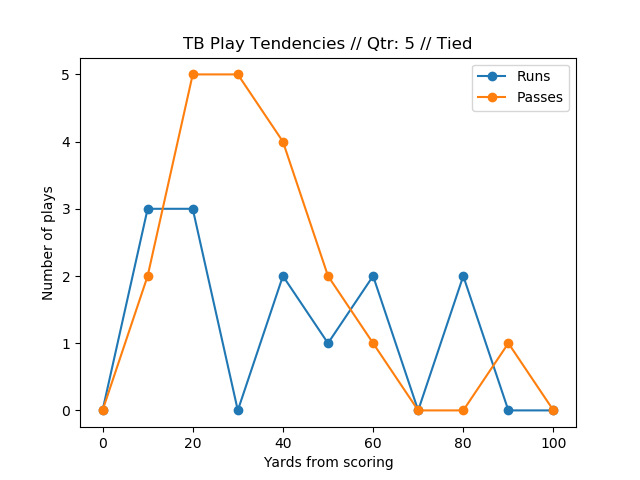 TB Play Tendencies // Qtr: 5 // Tied
Runs
Passes
Number of plays
5
4
3
2
1
0
0 20 40 60 80 100
Yards from scoring